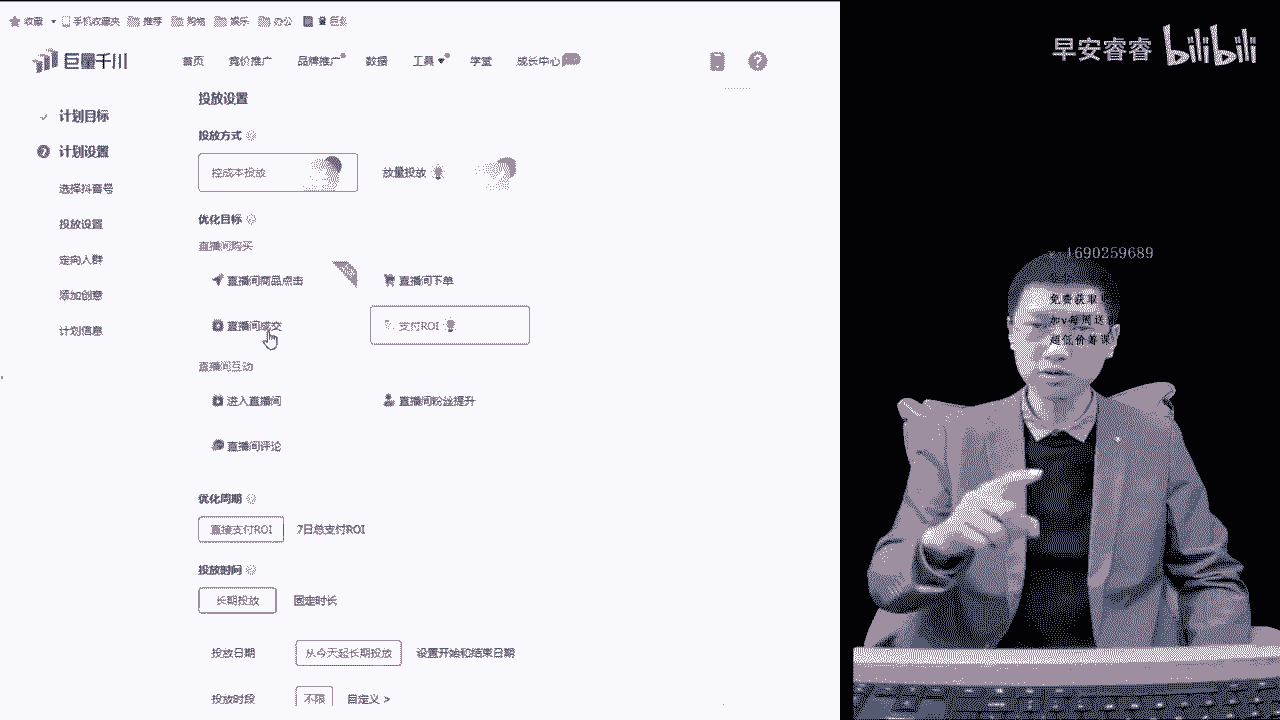 收藏 手机收藏夹 推荐 购物 娱乐 办公
巨量千川 首页 竞价推广 品牌推广 数据 工具 学堂 成长中心
早安睿睿 bilibili
投放设置
计划目标
投放方式
计划设置
控成本投放 放量投放
选择抖音号
投放设置
优化目标
直播间购买
定向人群
直播间商品点击 直播间下单
添加创意
直播间成交 支付ROI
计划信息
直播间互动
进入直播间 直播间粉丝提升
直播间评论
优化周期
直接支付ROI 7日总支付ROI
投放时间
长期投放 固定时长
投放日期 从今天起长期投放 设置开始和结束日期
投放时段 不限 自定义 >
1690259689
免费获取
超低价筹课